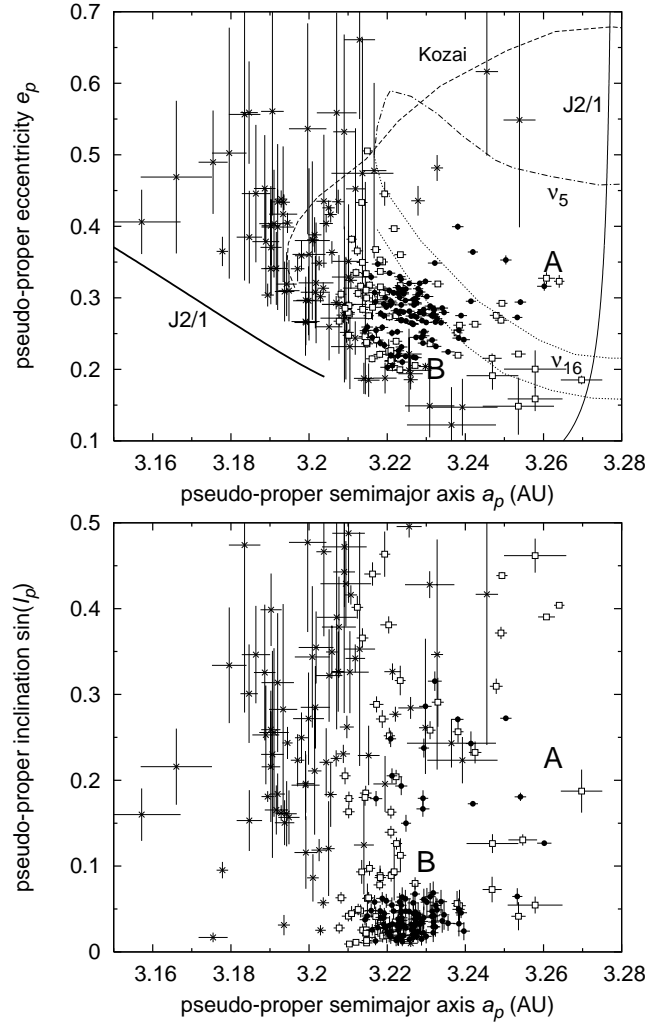 0.7
0.6
0.5
0.4
0.3
0.2
0.1
pseudo-proper eccentricity e_p
Kozai
J2/1
ν5
A
J2/1
B
ν16
3.16 3.18 3.2 3.22 3.24 3.26 3.28
pseudo-proper semimajor axis a_p (AU)
0.5
0.4
0.3
0.2
0.1
0
pseudo-proper inclination sin(I_p)
A
B
3.16 3.18 3.2 3.22 3.24 3.26 3.28
pseudo-proper semimajor axis a_p (AU)